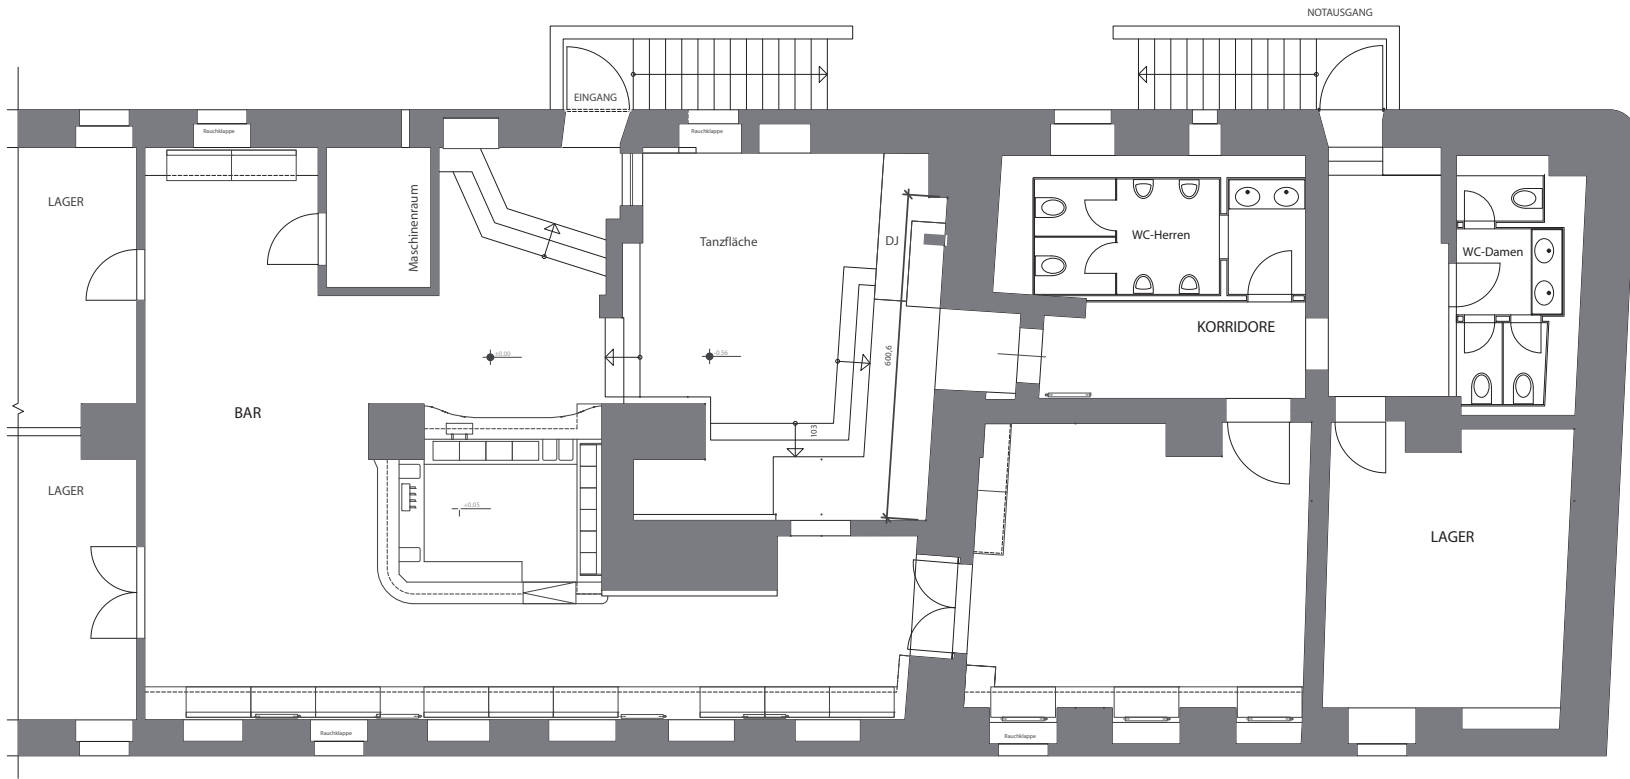 NOTAUSGANG
EINGANG
Rauchklappe
Rauchklappe
LAGER
Maschinenraum
Tanzfläche
DJ
WC-Herren
WC-Damen
KORRIDORE
±0.00
-0.56
600,6
BAR
103
LAGER
+0.05
LAGER
Rauchklappe
Rauchklappe